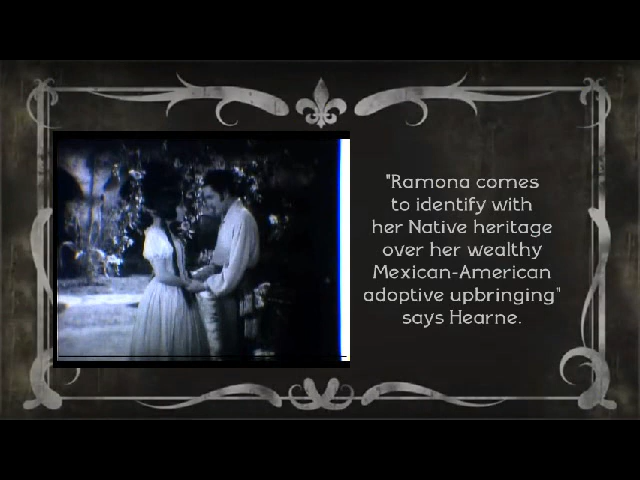 "Ramona comes
to identify with
her Native heritage
over her wealthy
Mexican-American
adoptive upbringing"
says Hearne.